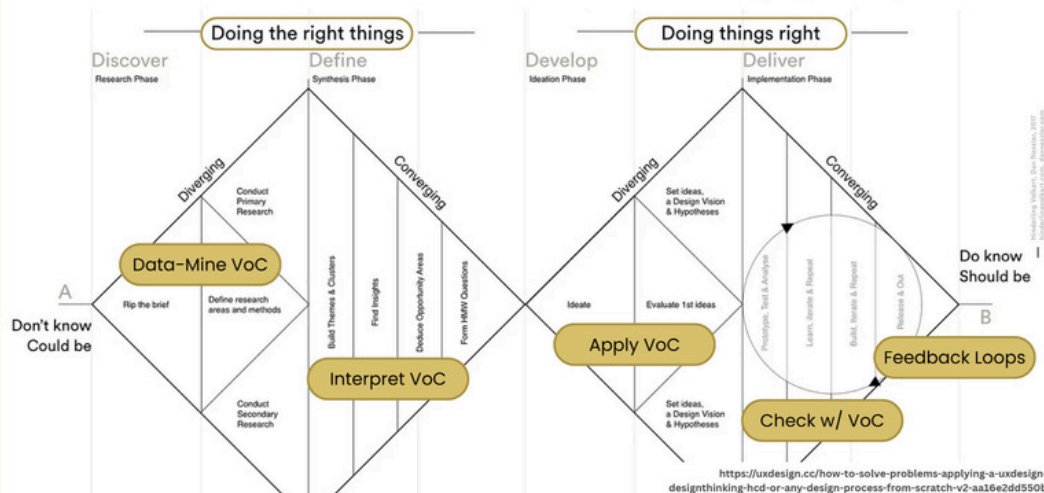 Doing the right things
Doing things right
Discover
Research Phase
Define
Synthesis Phase
Develop
Ideation Phase
Deliver
Implementation Phase
Diverging
Converging
Conduct
Primary
Research
Data-Mine VoC
A
Don't know
Could be
Rip the brief
Define research
areas and methods
Conduct
Secondary
Research
Build Themes & Clusters
Find Insights
Deduce Opportunity Areas
Form HMW Questions
Interpret VoC
Diverging
Converging
Set ideas,
a Design Vision
& Hypotheses
Ideate
Evaluate 1st ideas
Apply VoC
Set ideas,
a Design Vision
& Hypotheses
Prototype, Test & Analyse
Learn, Iterate & Repeat
Build, Iterate & Repeat
Release & Out
Feedback Loops
Check w/ VoC
Do know
Should be
B
Dan Nessler, 2017
https://uxdesign.cc/how-to-solve-problems-applying-a-uxdesign
designthinking-hcd-or-any-design-process-from-scratch-v2-aa16e2dd550b